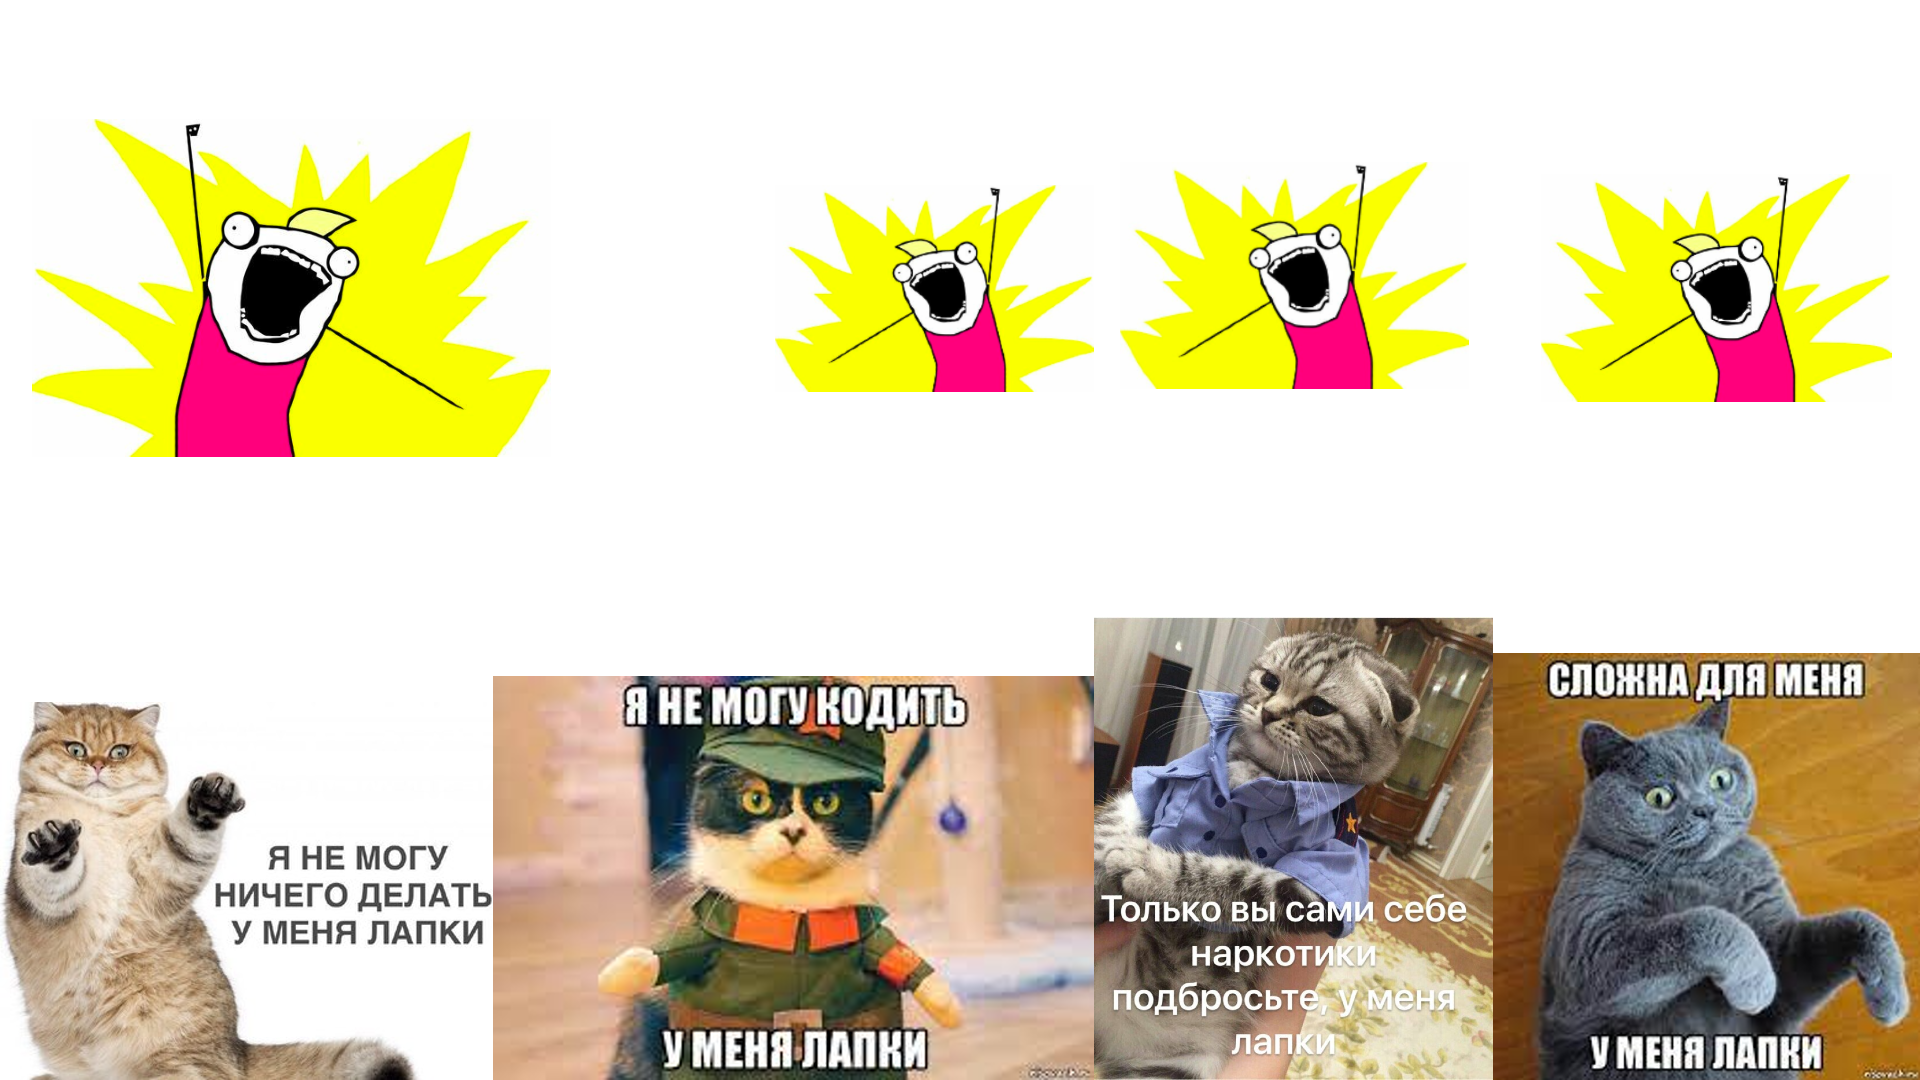 Я НЕ МОГУ
НИЧЕГО ДЕЛАТЬ
У МЕНЯ ЛАПКИ
Я НЕ МОГУ КОДИТЬ
У МЕНЯ ЛАПКИ
Только вы сами себе
наркотики
подбросьте, у меня
лапки
СЛОЖНА ДЛЯ МЕНЯ
У МЕНЯ ЛАПКИ